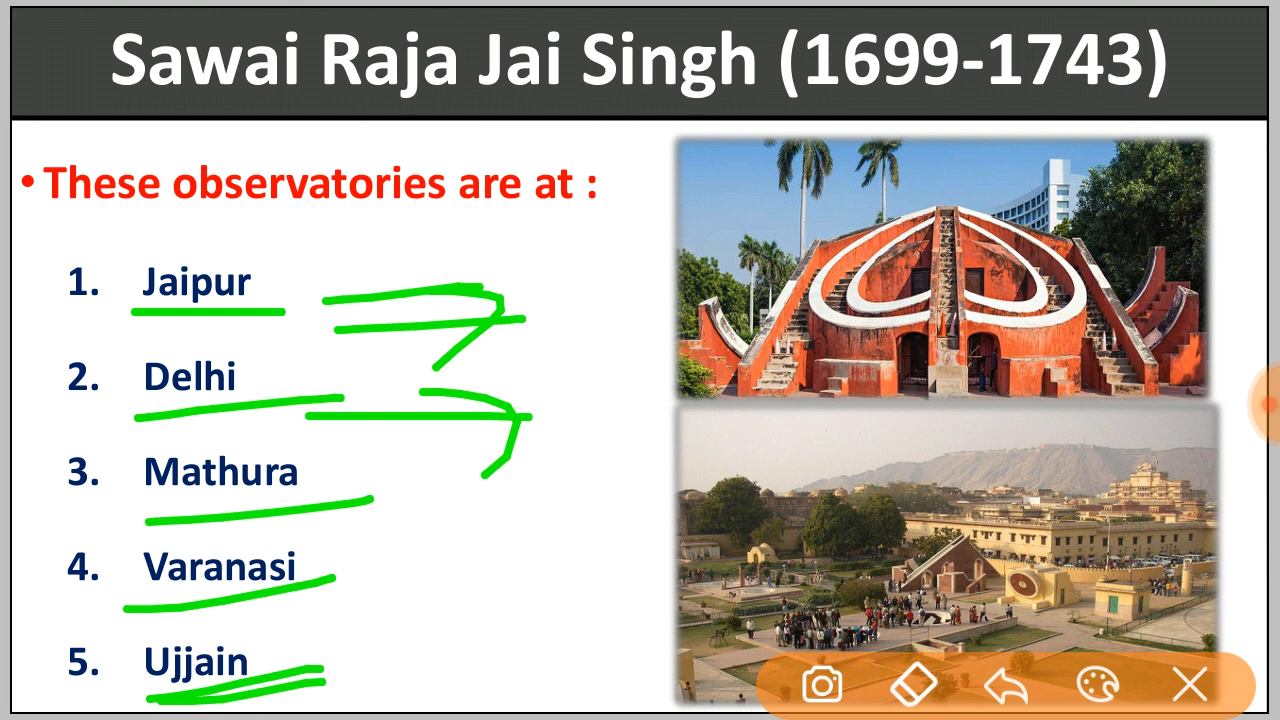 Sawai Raja Jai Singh (1699-1743)
• These observatories are at :
1. Jaipur
2. Delhi
3. Mathura
4. Varanasi
5. Ujjain